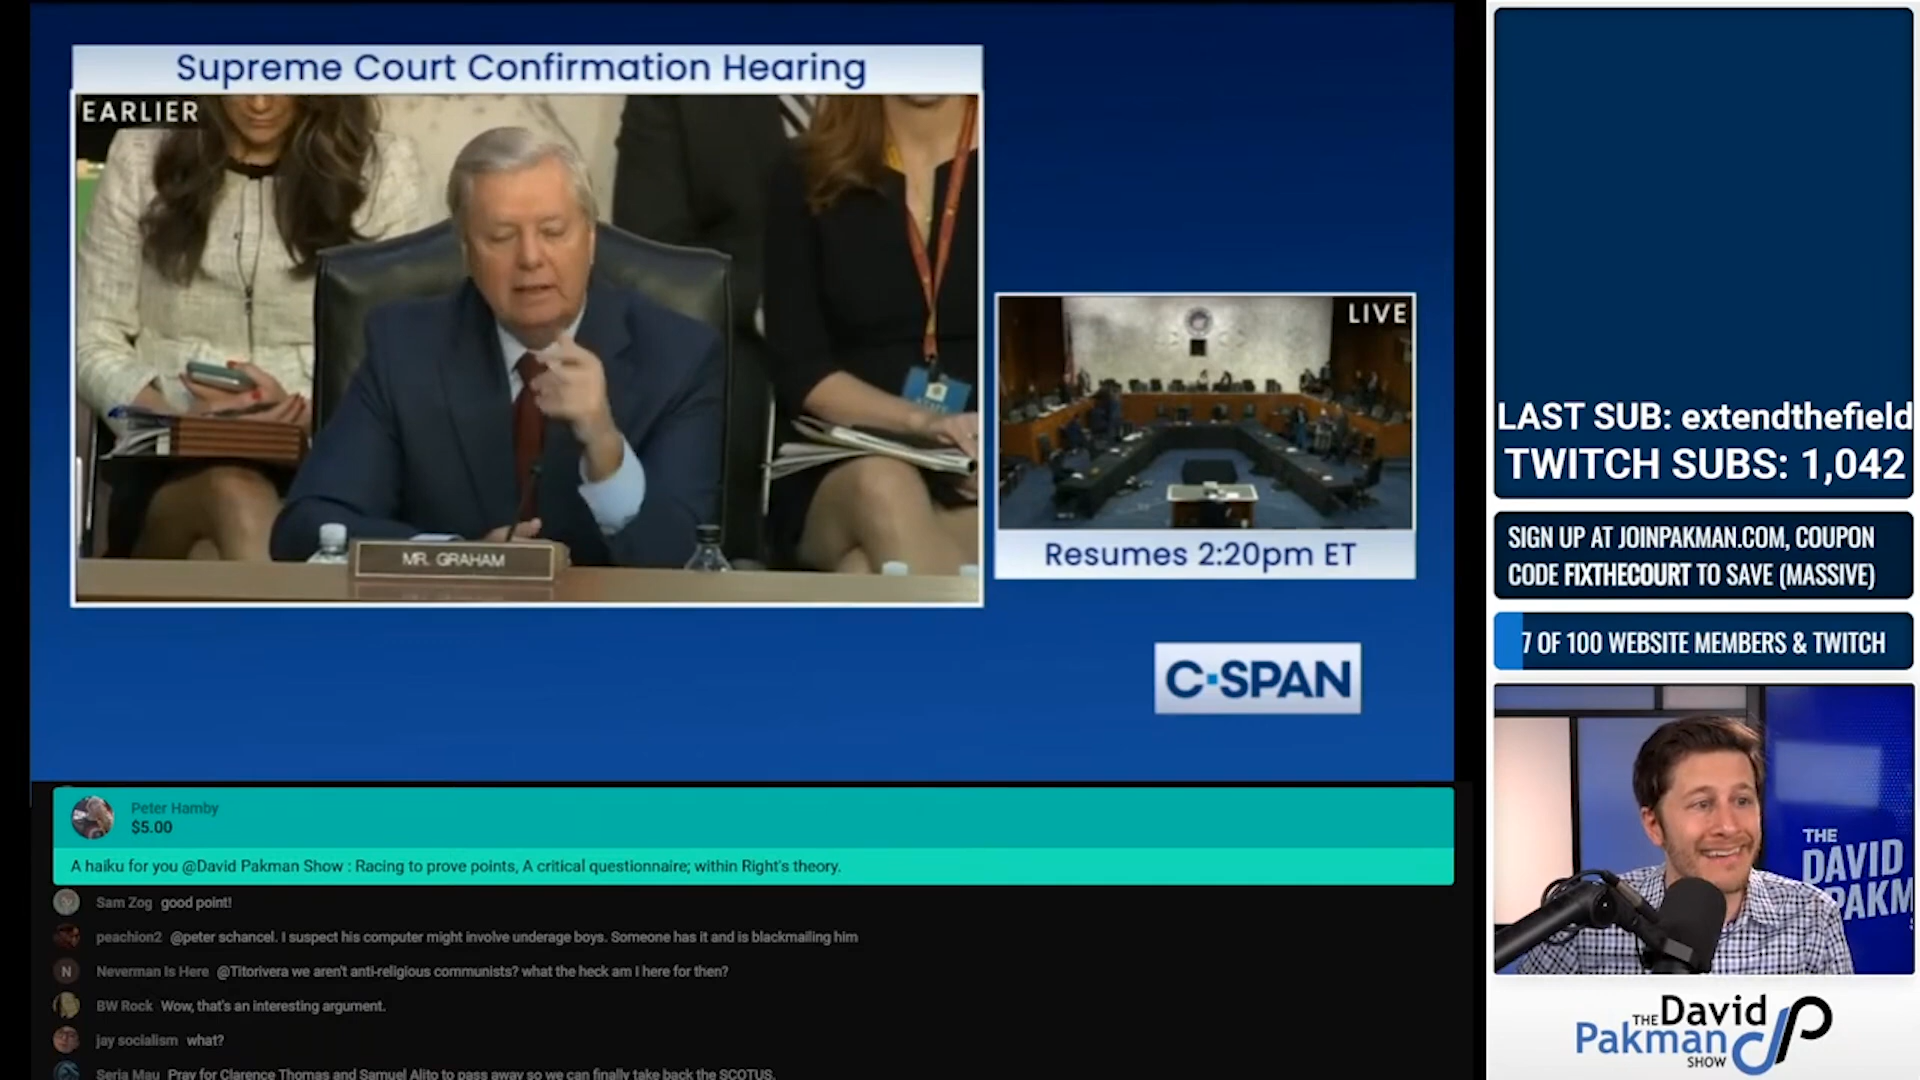 Supreme Court Confirmation Hearing
EARLIER
MR. GRAHAM
LIVE
Resumes 2:20pm ET
C-SPAN
Peter Hamby
$5.00
A haiku for you @David Pakman Show : Racing to prove points, A critical questionnaire; within Right's theory.
Sam Zog good point!
peachion2 @peter schancel. I suspect his computer might involve underage boys. Someone has it and is blackmailing him
N Neverman Is Here @Titorivera we aren't anti-religious communists? what the heck am I here for then?
BW Rock Wow, that's an interesting argument.
jay socialism what?
Seria Mau Pray for Clarence Thomas and Samuel Alito to pass away so we can finally take back the SCOTUS.
LAST SUB: extendthefield
TWITCH SUBS: 1,042
SIGN UP AT JOINPAKMAN.COM, COUPON
CODE FIXTHECOURT TO SAVE (MASSIVE)
7 OF 100 WEBSITE MEMBERS & TWITCH
THE
DAVID
PAKM
THE David
Pakman
SHOW